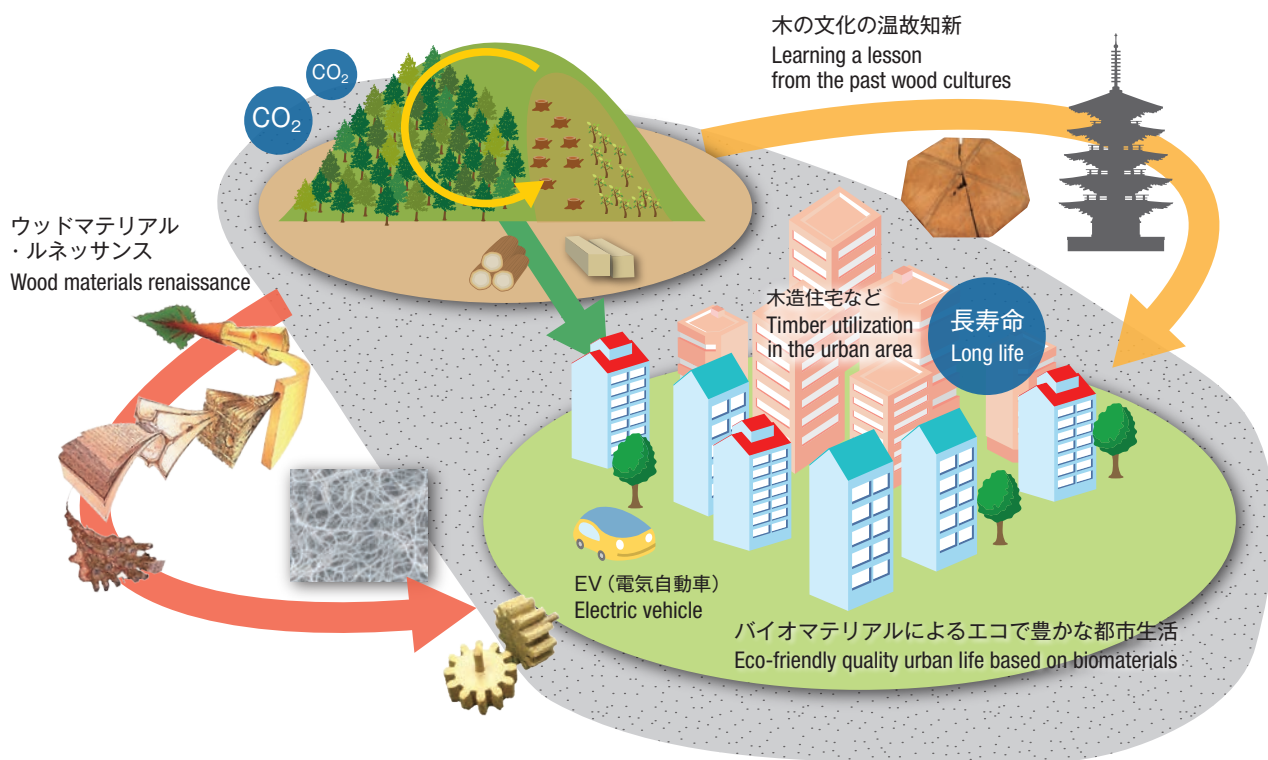 木の文化の温故知新
Learning a lesson
from the past wood cultures
CO₂
CO₂
ウッドマテリアル
・ルネッサンス
Wood materials renaissance
木造住宅など
Timber utilization
in the urban area
長寿命
Long life
EV（電気自動車）
Electric vehicle
バイオマテリアルによるエコで豊かな都市生活
Eco-friendly quality urban life based on biomaterials